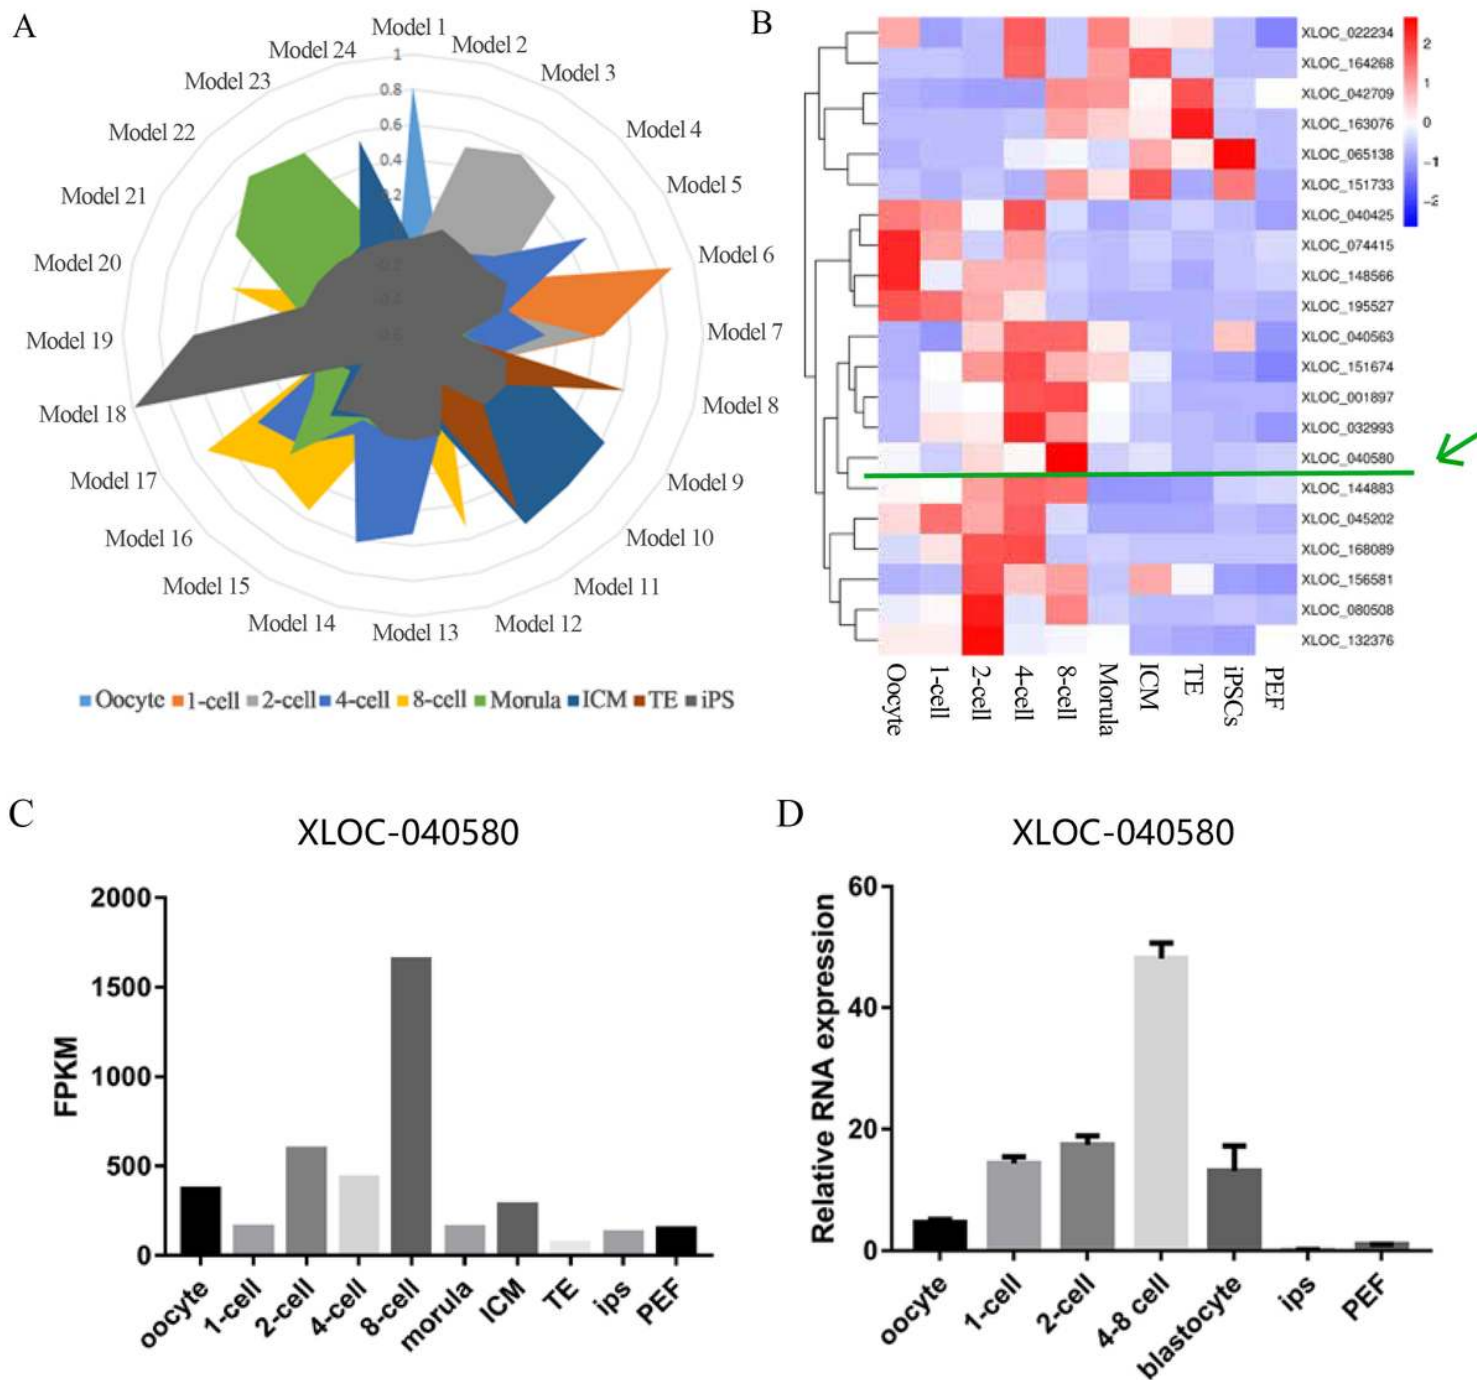 A
Model 1
Model 2
Model 3
Model 4
Model 5
Model 6
Model 7
Model 8
Model 9
Model 10
Model 11
Model 12
Model 13
Model 14
Model 15
Model 16
Model 17
Model 18
Model 19
Model 20
Model 21
Model 22
Model 23
Model 24
1
0.8
0.6
0.4
Oocyte 1-cell 2-cell 4-cell 8-cell Morula ICM TE iPS
B
XLOC_022234
XLOC_164268
XLOC_042709
XLOC_163076
XLOC_065138
XLOC_151733
XLOC_040425
XLOC_074415
XLOC_148566
XLOC_195527
XLOC_040563
XLOC_151674
XLOC_001897
XLOC_032993
XLOC_040580
XLOC_144883
XLOC_045202
XLOC_168089
XLOC_156581
XLOC_080508
XLOC_132376
2
1
0
-1
-2
Oocyte
1-cell
2-cell
4-cell
8-cell
Morula
ICM
TE
iPSCs
PEF
C
XLOC-040580
FPKM
2000
1500
1000
500
0
oocyte
1-cell
2-cell
4-cell
8-cell
morula
ICM
TE
ips
PEF
D
XLOC-040580
Relative RNA expression
60
40
20
0
oocyte
1-cell
2-cell
4-8 cell
blastocyte
ips
PEF